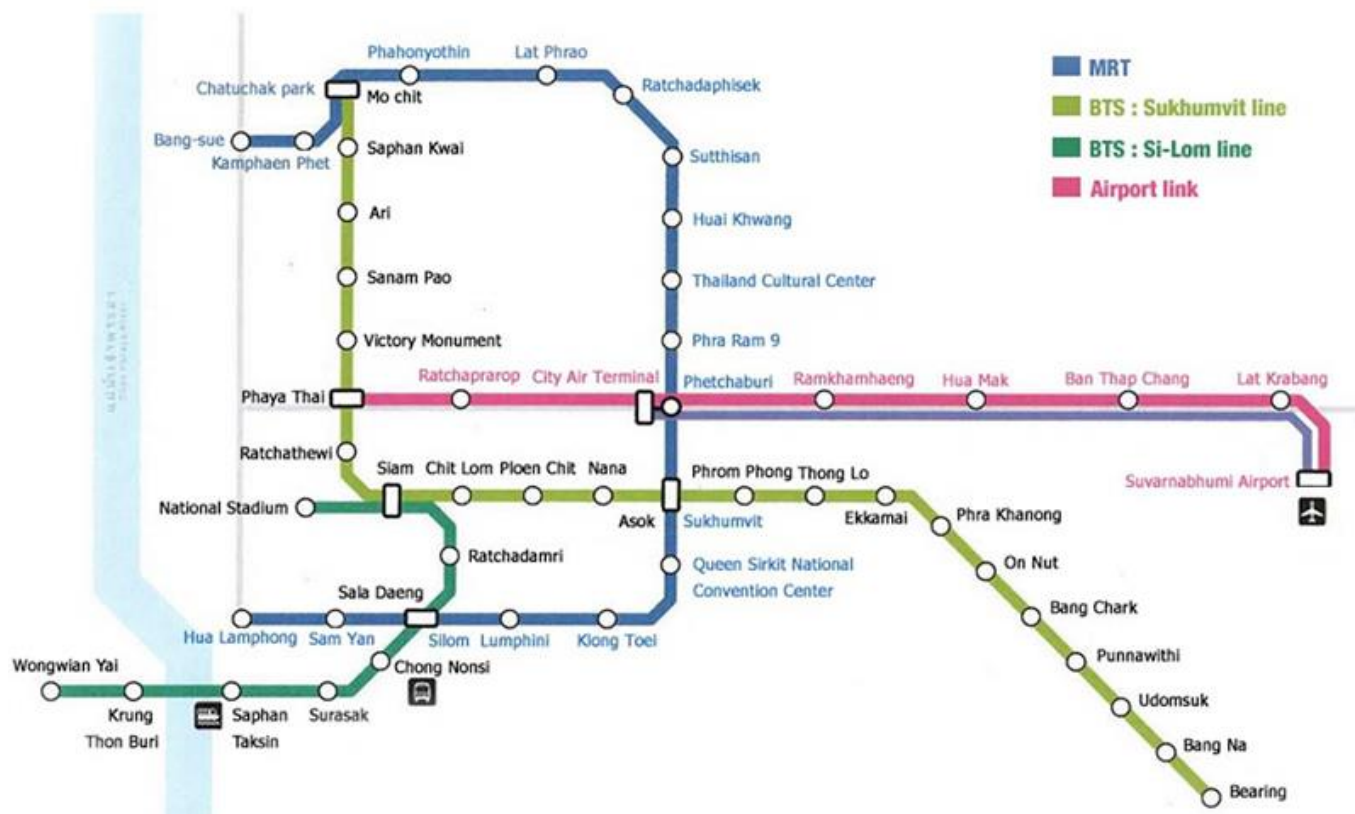 Phahonyothin
Lat Phrao
Chatuchak park
Mo chit
Ratchadaphisek
Bang-sue
Kamphaen Phet
Saphan Kwai
Sutthisan
Ari
Huai Khwang
Sanam Pao
Thailand Cultural Center
Victory Monument
Phra Ram 9
MRT
BTS : Sukhumvit line
BTS : Si-Lom line
Airport link
Phaya Thai
Ratchaprarop
City Air Terminal
Phetchaburi
Ramkhamhaeng
Hua Mak
Ban Thap Chang
Lat Krabang
Suvarnabhumi Airport
Ratchathewi
Siam
Chit Lom
Ploen Chit
Nana
Phrom Phong
Thong Lo
National Stadium
Asok
Sukhumvit
Ekkamai
Phra Khanong
Ratchadamri
Queen Sirkit National
Convention Center
On Nut
Sala Daeng
Bang Chark
Hua Lamphong
Sam Yan
Silom
Lumphini
Klong Toei
Punnawithi
Wongwian Yai
Chong Nonsi
Udomsuk
Krung
Thon Buri
Saphan
Taksin
Surasak
Bang Na
Bearing